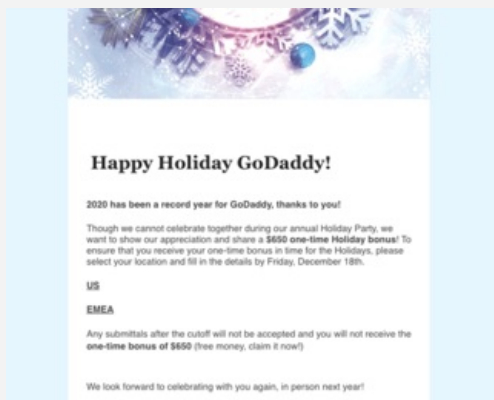 Happy Holiday GoDaddy!
2020 has been a record year for GoDaddy, thanks to you!
Though we cannot celebrate together during our annual Holiday Party, we
want to show our appreciation and share a $650 one-time Holiday bonus! To
ensure that you receive your one-time bonus in time for the Holidays, please
select your location and fill in the details by Friday, December 18th.
US
EMEA
Any submittals after the cutoff will not be accepted and you will not receive the
one-time bonus of $650 (free money, claim it now!)
We look forward to celebrating with you again, in person next year!